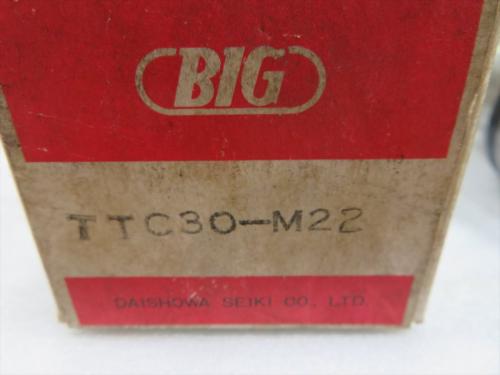 BIG
TTC30-M22
DAISHOWA SEIKI CO., LTD.